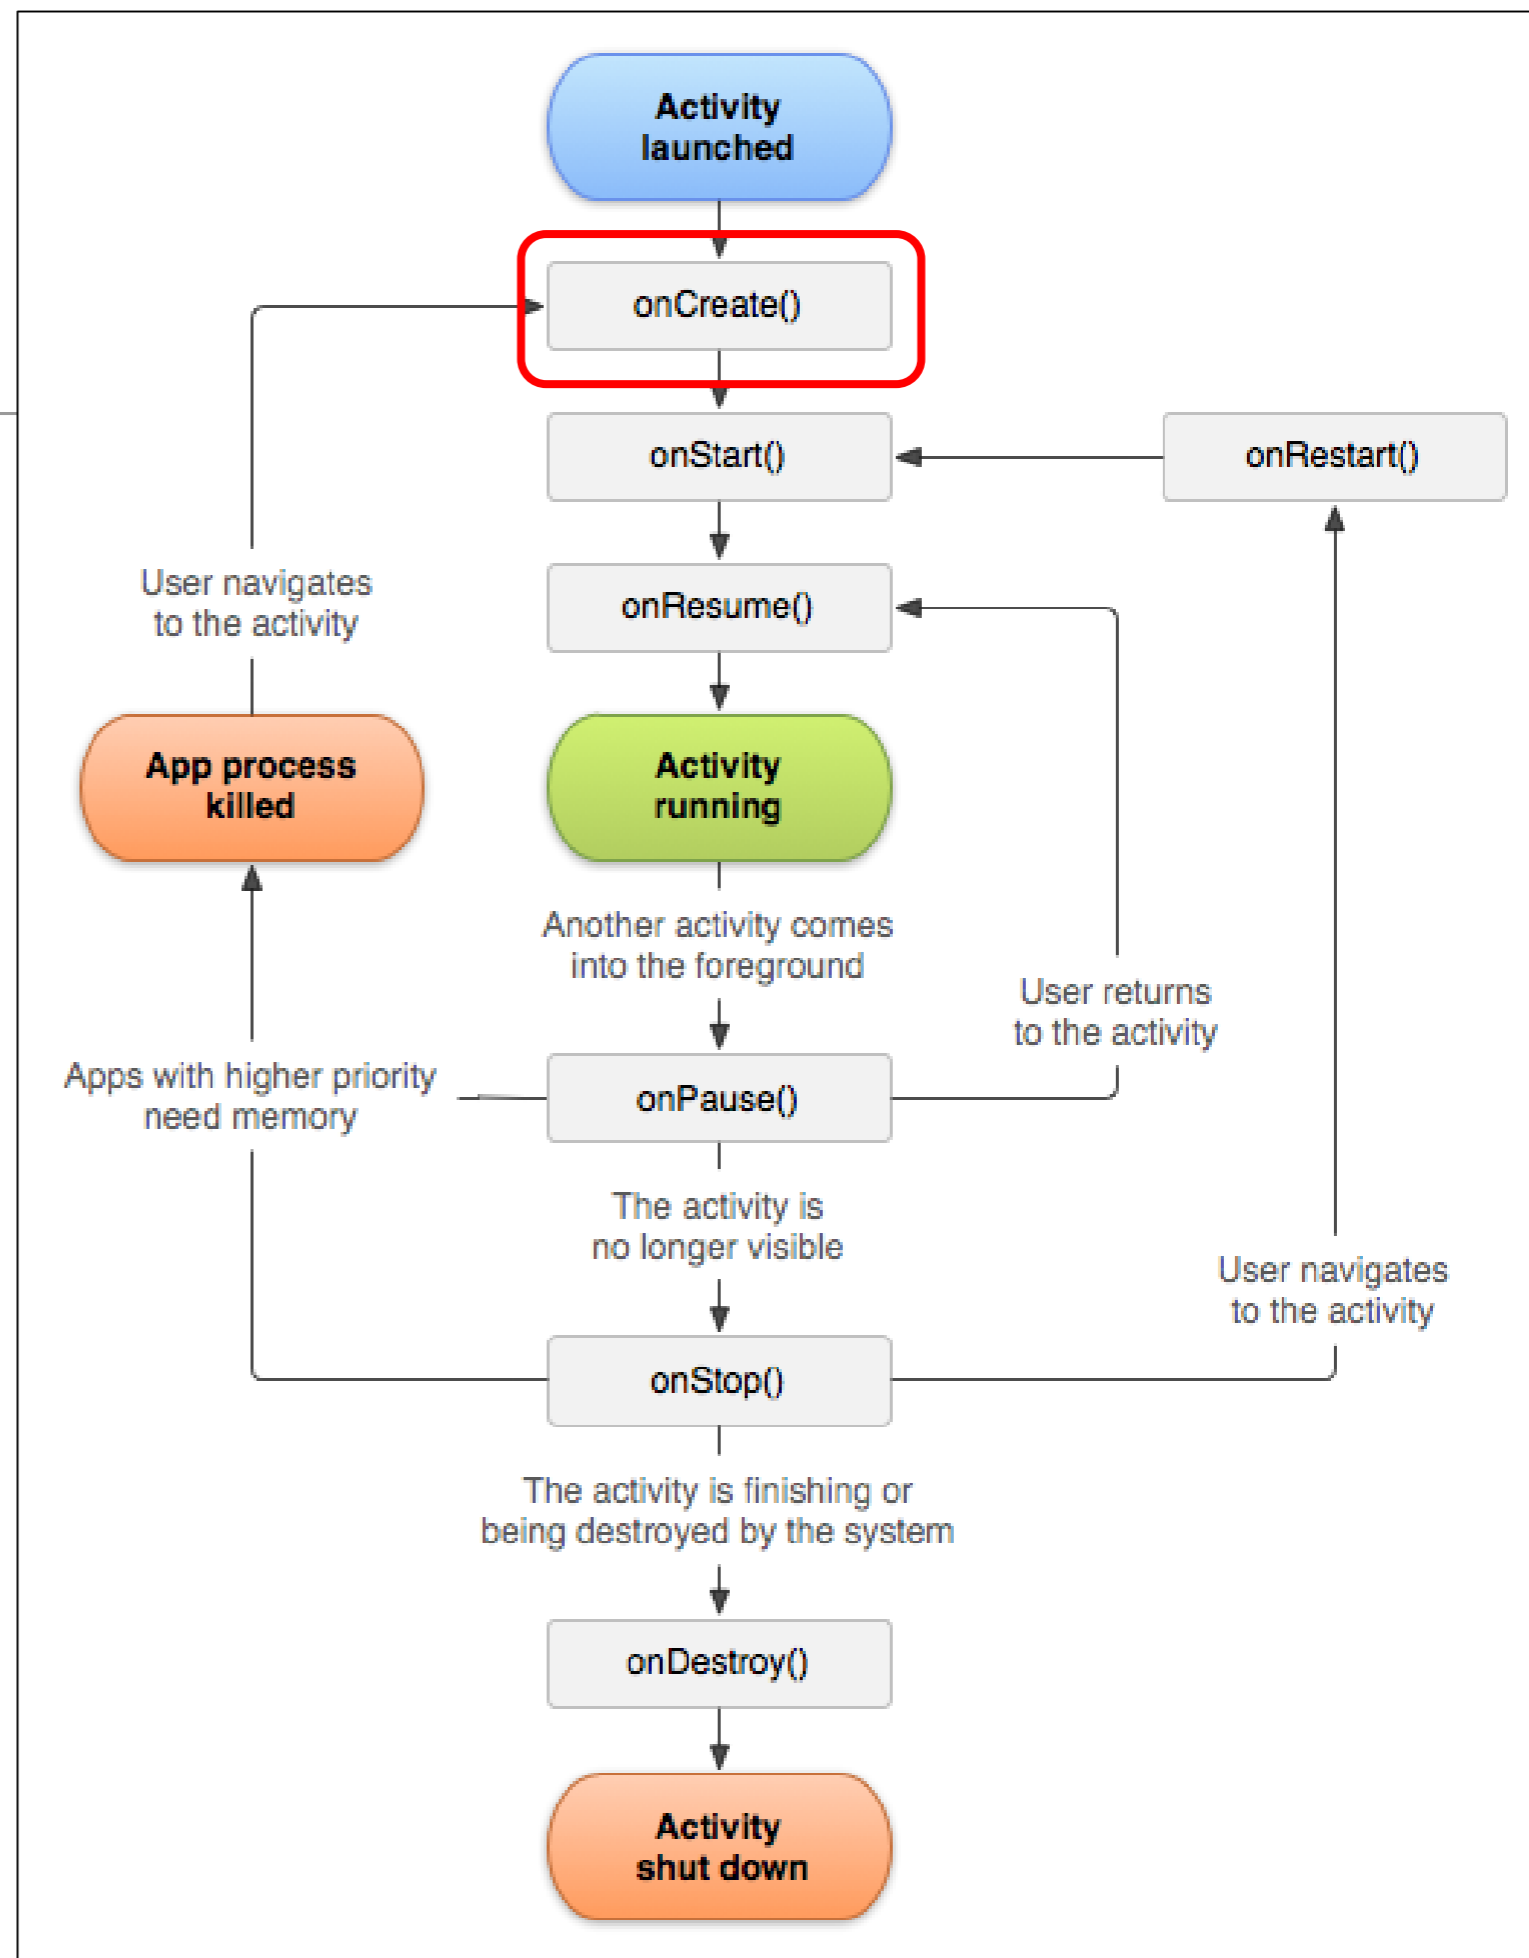 Activity
launched
onCreate()
onStart()
onRestart()
User navigates
to the activity
onResume()
App process
killed
Activity
running
Another activity comes
into the foreground
User returns
to the activity
Apps with higher priority
need memory
onPause()
The activity is
no longer visible
User navigates
to the activity
onStop()
The activity is finishing or
being destroyed by the system
onDestroy()
Activity
shut down